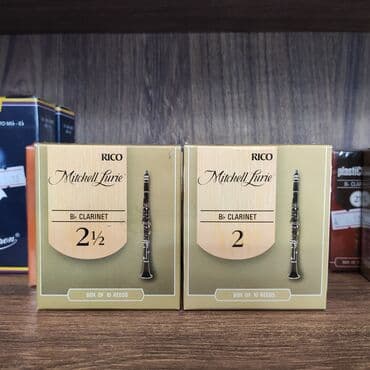 RICO
Mitchell Lurie
B♭ CLARINET
2½
BOX OF 10 REEDS
RICO
Mitchell Lurie
B♭ CLARINET
2
BOX OF 10 REEDS